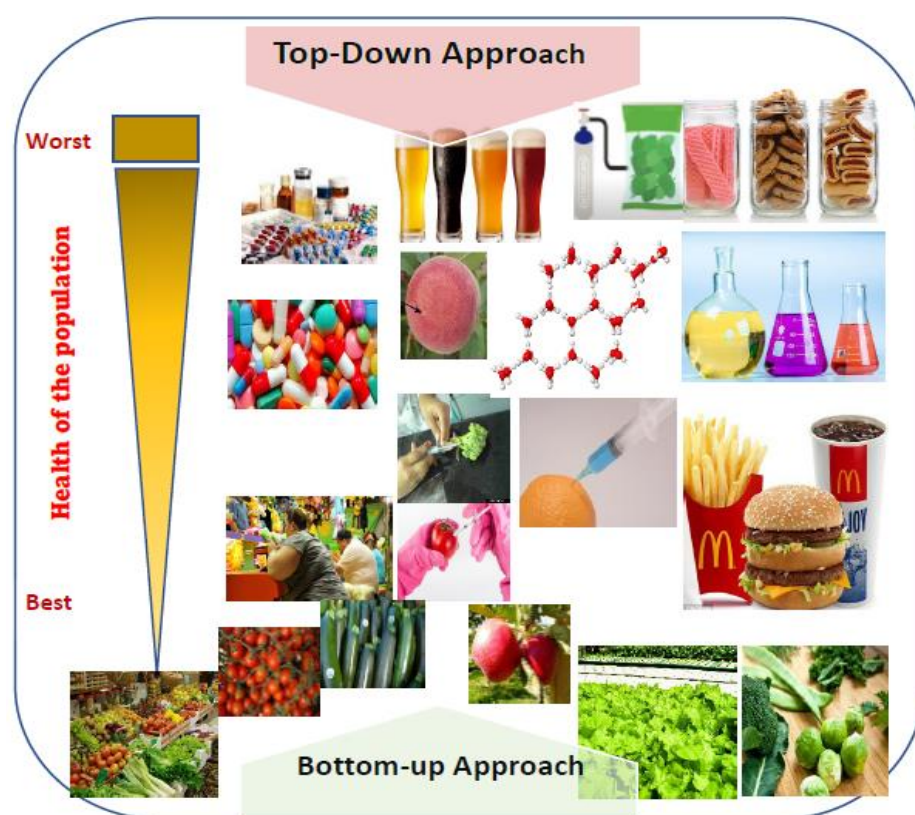 Top-Down Approach
Worst
Health of the population
Best
Bottom-up Approach